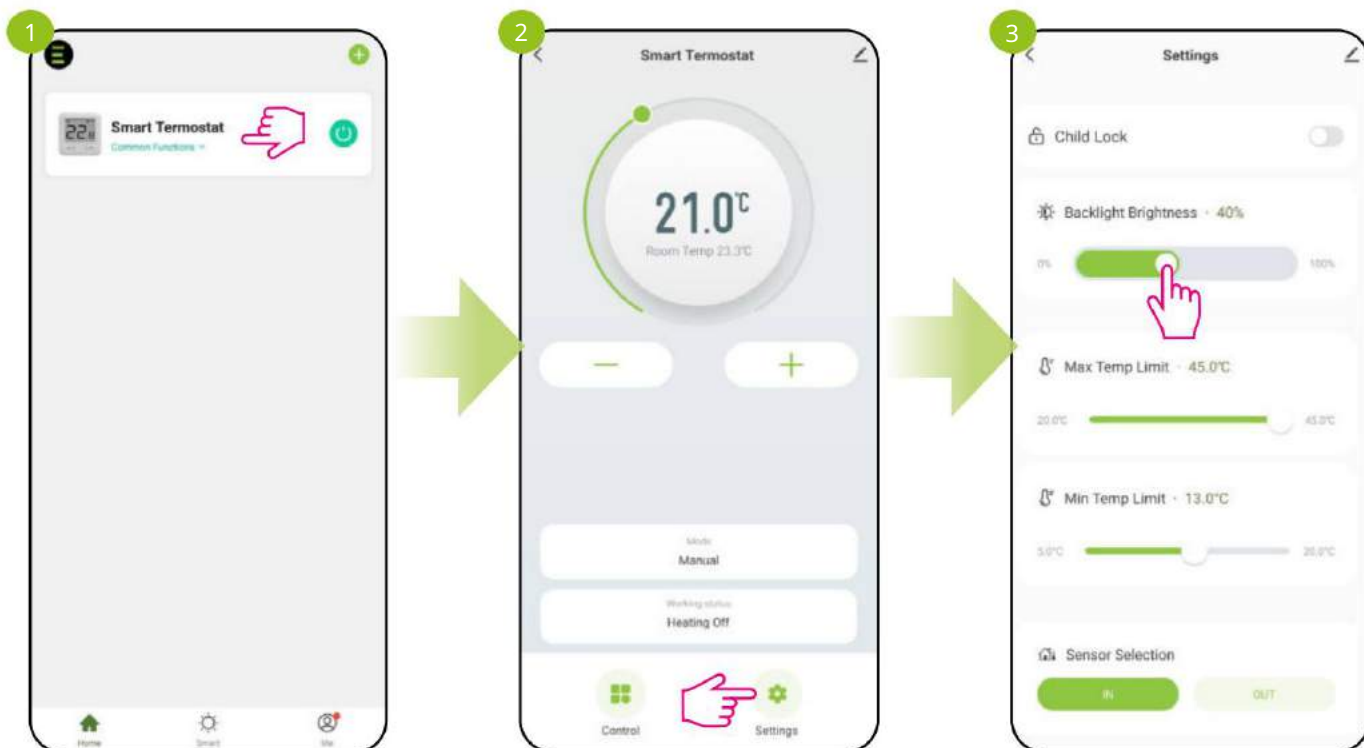 1
Smart Termostat
Common Functions
Home
Smart
Me
2
Smart Termostat
21.0°C
Room Temp 23.3°C
Mode
Manual
Working status
Heating Off
Control
Settings
3
Settings
Child Lock
Backlight Brightness · 40%
0%
100%
Max Temp Limit · 45.0°C
20.0°C
45.0°C
Min Temp Limit · 13.0°C
5.0°C
20.0°C
Sensor Selection
IN
OUT